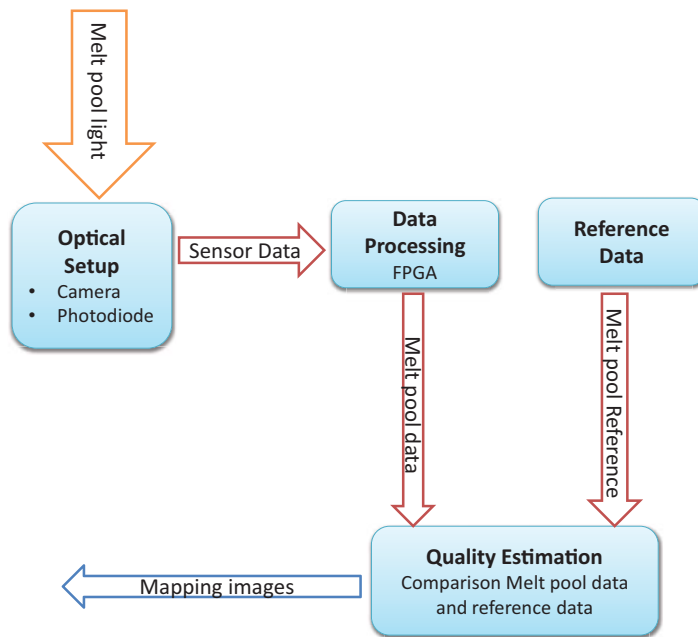 Melt pool light
Optical
Setup
• Camera
• Photodiode
Sensor Data
Data
Processing
FPGA
Reference
Data
Melt pool data
Melt pool Reference
Quality Estimation
Comparison Melt pool data
and reference data
Mapping images